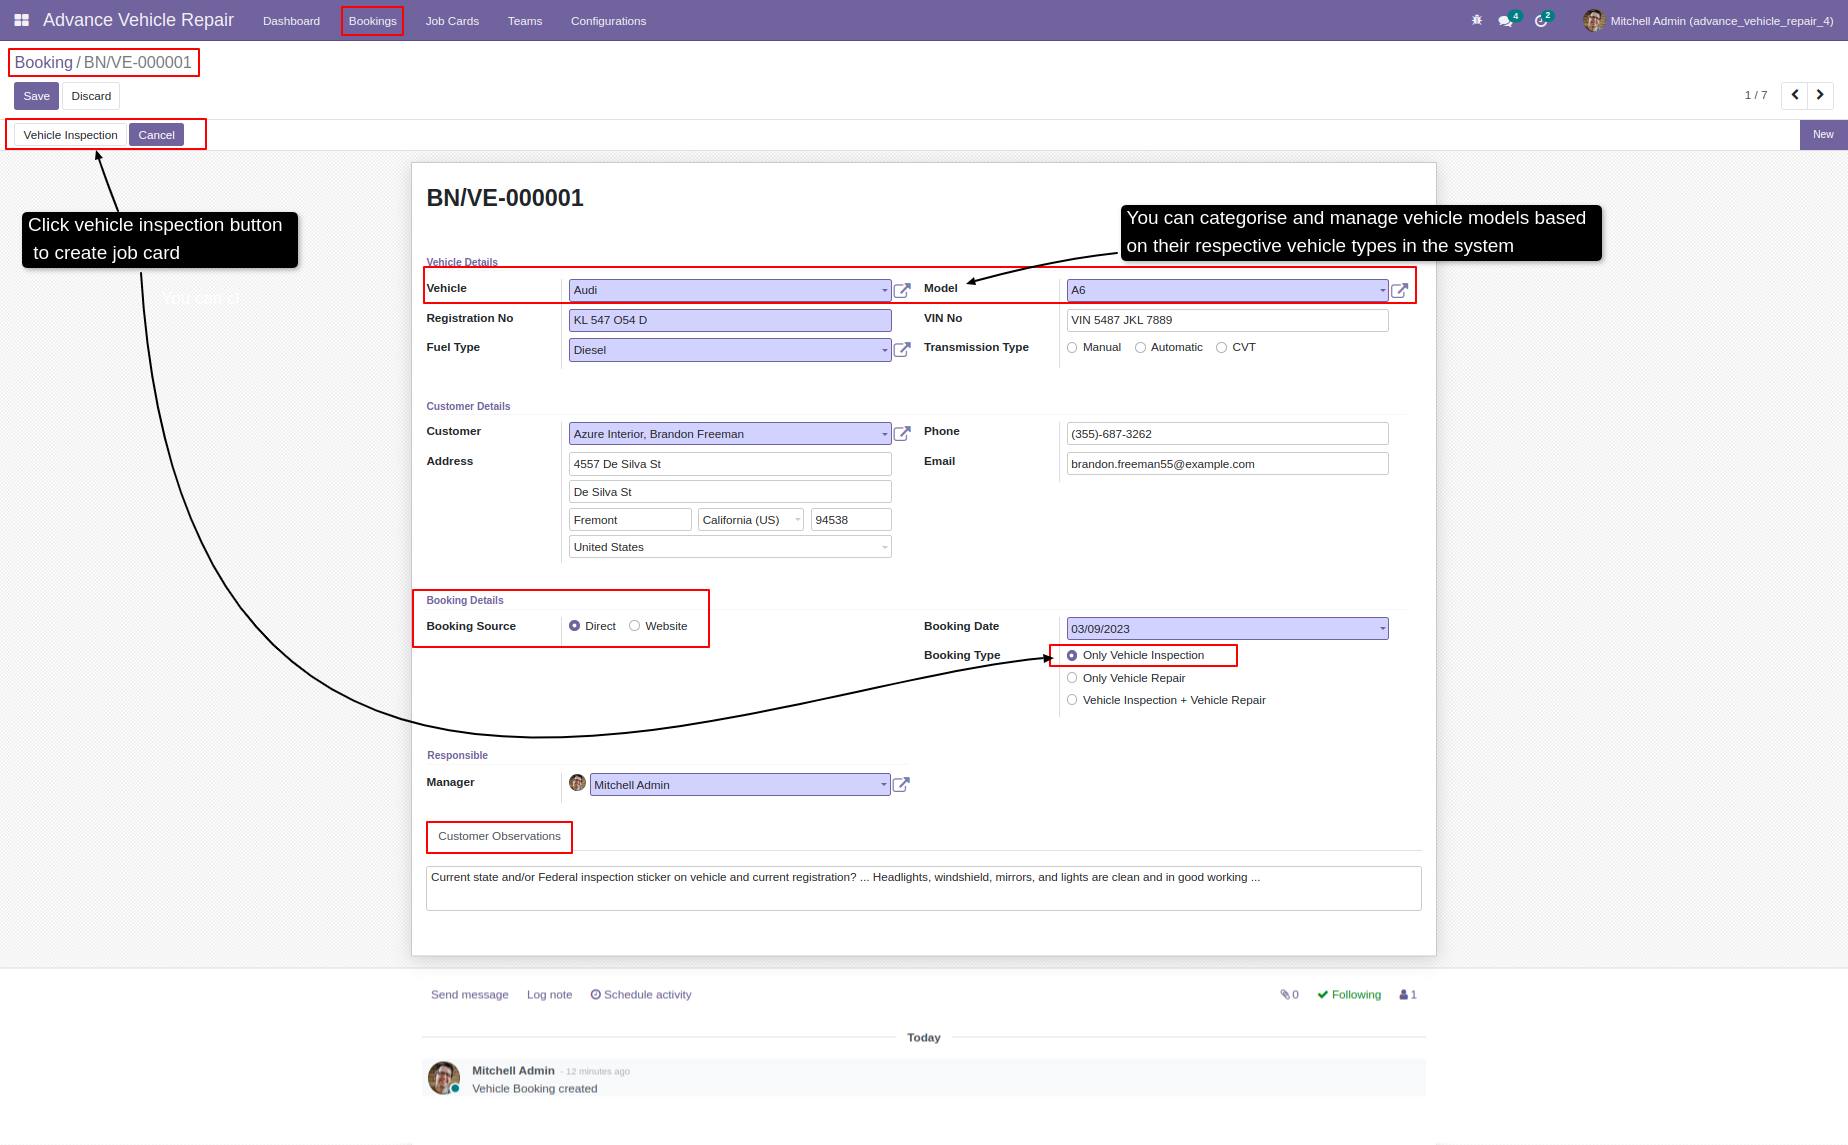 Advance Vehicle Repair Dashboard Bookings Job Cards Teams Configurations 4 2 Mitchell Admin (advance_vehicle_repair_4)
Booking / BN/VE-000001
Save Discard 1 / 7
Vehicle Inspection Cancel New
BN/VE-000001
Click vehicle inspection button
to create job card
You can categorise and manage vehicle models based
on their respective vehicle types in the system
You can cl
Vehicle Details
Vehicle Audi Model A6
Registration No KL 547 O54 D VIN No VIN 5487 JKL 7889
Fuel Type Diesel Transmission Type Manual Automatic CVT
Customer Details
Customer Azure Interior, Brandon Freeman Phone (355)-687-3262
Address 4557 De Silva St Email brandon.freeman55@example.com
De Silva St
Fremont California (US) 94538
United States
Booking Details
Booking Source Direct Website Booking Date 03/09/2023
Booking Type Only Vehicle Inspection
Only Vehicle Repair
Vehicle Inspection + Vehicle Repair
Responsible
Manager Mitchell Admin
Customer Observations
Current state and/or Federal inspection sticker on vehicle and current registration? ... Headlights, windshield, mirrors, and lights are clean and in good working ...
Send message Log note Schedule activity 0 Following 1
Today
Mitchell Admin - 12 minutes ago
Vehicle Booking created